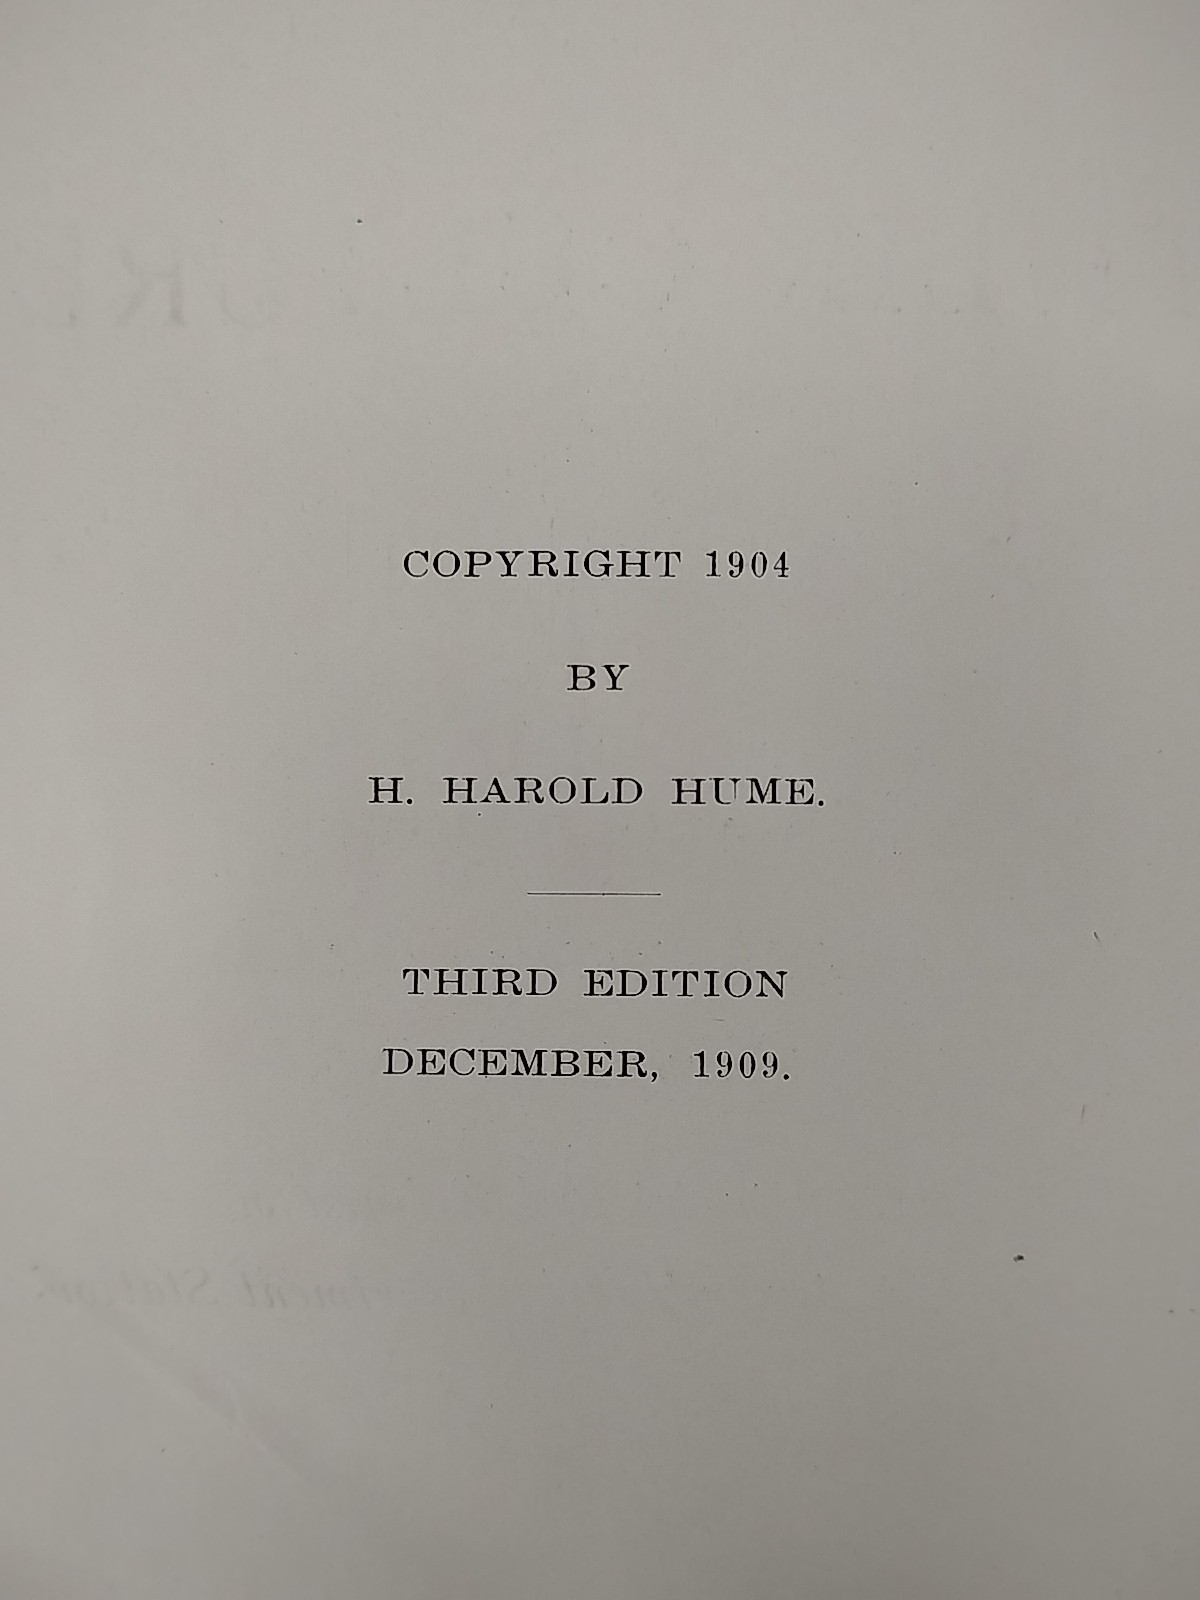 COPYRIGHT 1904
BY
H. HAROLD HUME.
THIRD EDITION
DECEMBER, 1909.